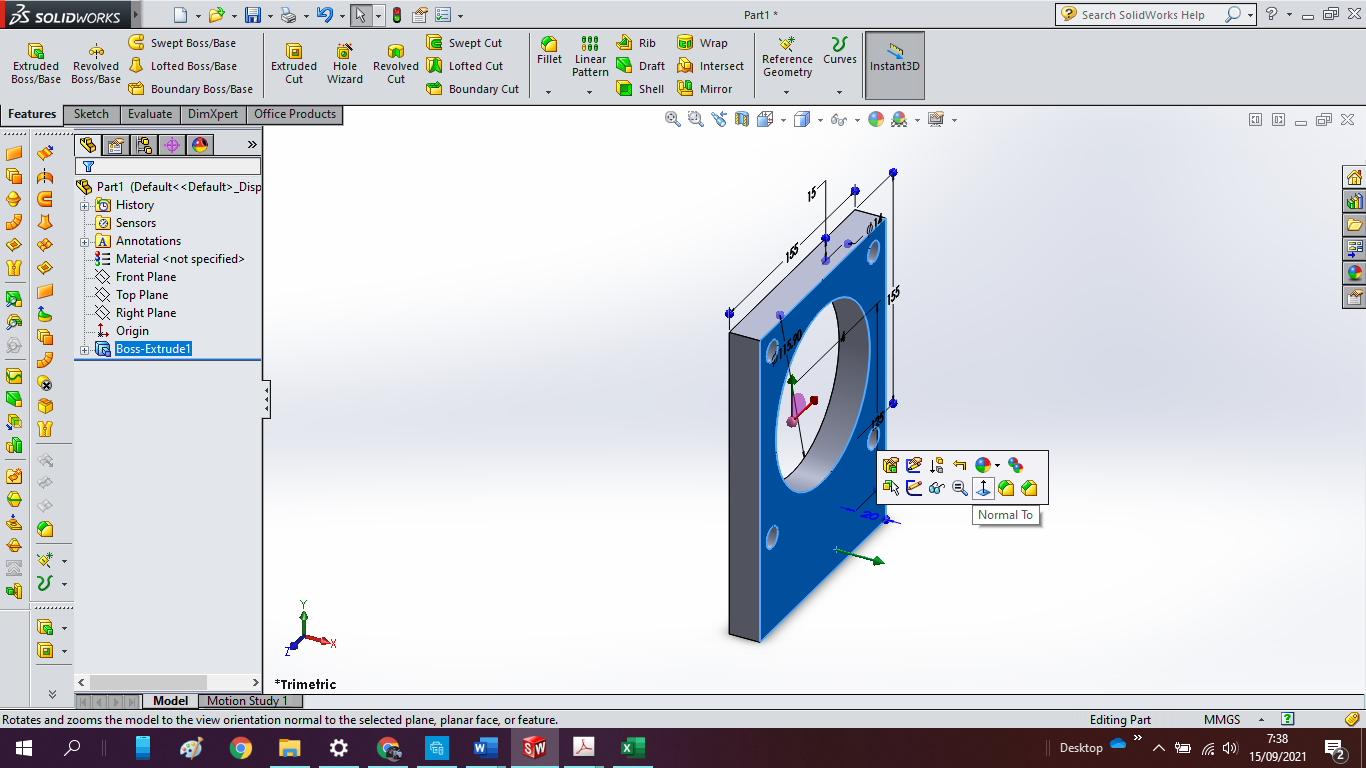 SOLIDWORKS
Part1 *
Search SolidWorks Help
Extruded Boss/Base
Revolved Boss/Base
Swept Boss/Base
Lofted Boss/Base
Boundary Boss/Base
Extruded Cut
Hole Wizard
Revolved Cut
Swept Cut
Lofted Cut
Boundary Cut
Fillet
Linear Pattern
Rib
Draft
Shell
Wrap
Intersect
Mirror
Reference Geometry
Curves
Instant3D
Features
Sketch
Evaluate
DimXpert
Office Products
Part1 (Default<<Default>_Disp
History
Sensors
Annotations
Material <not specified>
Front Plane
Top Plane
Right Plane
Origin
Boss-Extrude1
15
155
Ø 14
155
Ø115.90
20
Normal To
Y
X
Z
*Trimetric
Model
Motion Study 1
Rotates and zooms the model to the view orientation normal to the selected plane, planar face, or feature.
Editing Part
MMGS
Desktop
7:38
15/09/2021
2